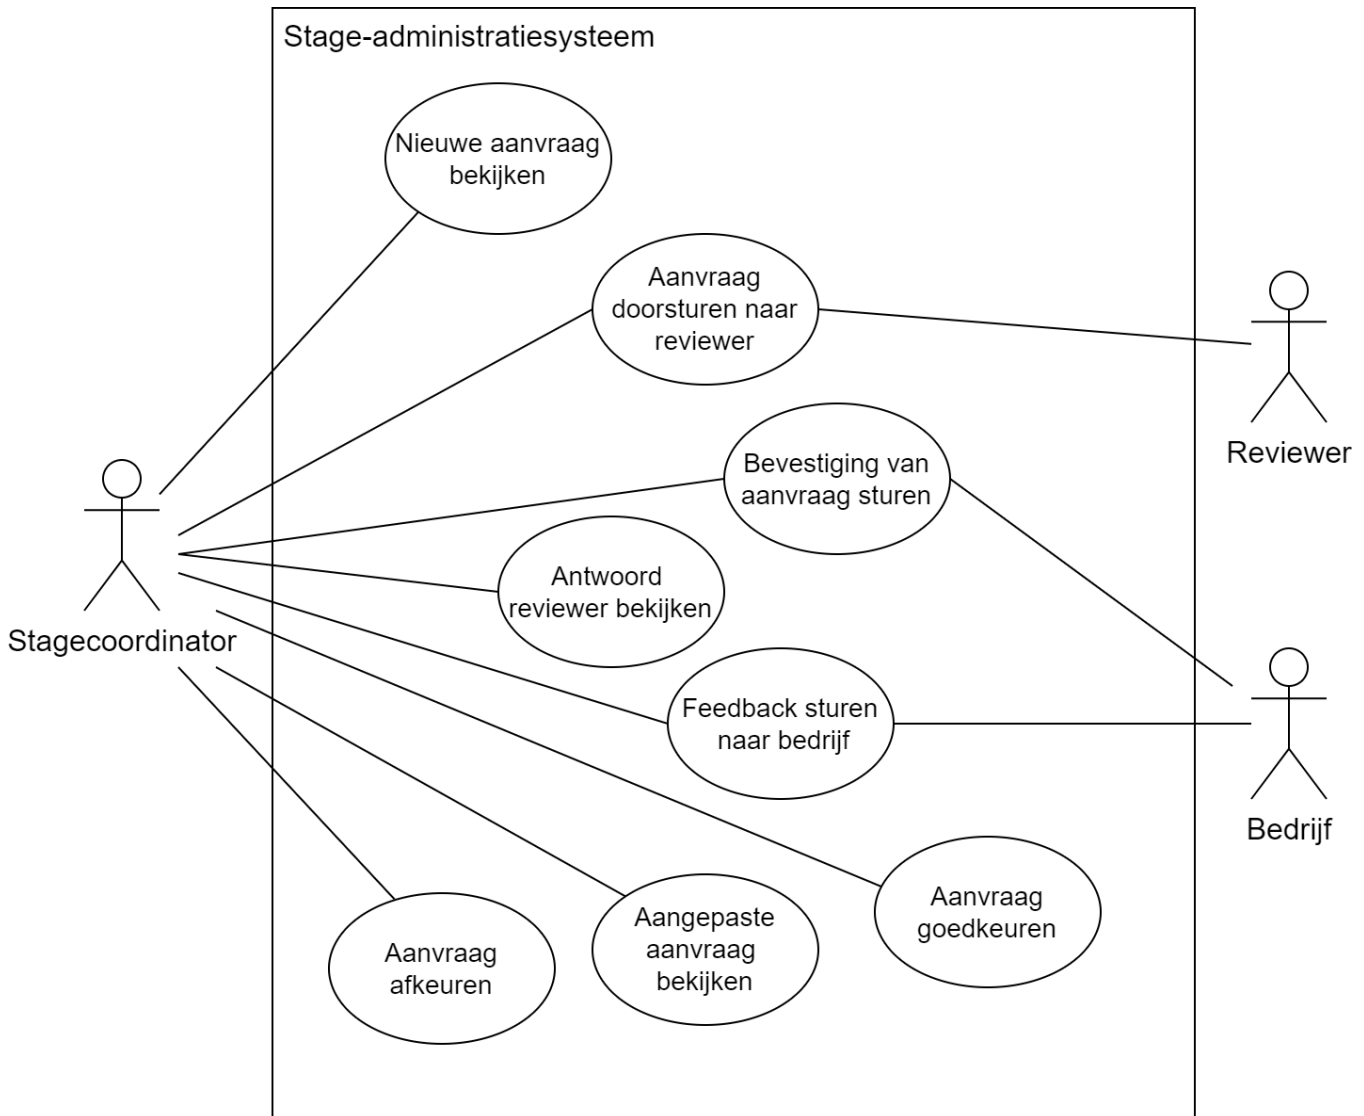 Stage-administratiesysteem
Nieuwe aanvraag
bekijken
Aanvraag
doorsturen naar
reviewer
Reviewer
Bevestiging van
aanvraag sturen
Antwoord
reviewer bekijken
Stagecoordinator
Feedback sturen
naar bedrijf
Bedrijf
Aanvraag
goedkeuren
Aangepaste
aanvraag
bekijken
Aanvraag
afkeuren